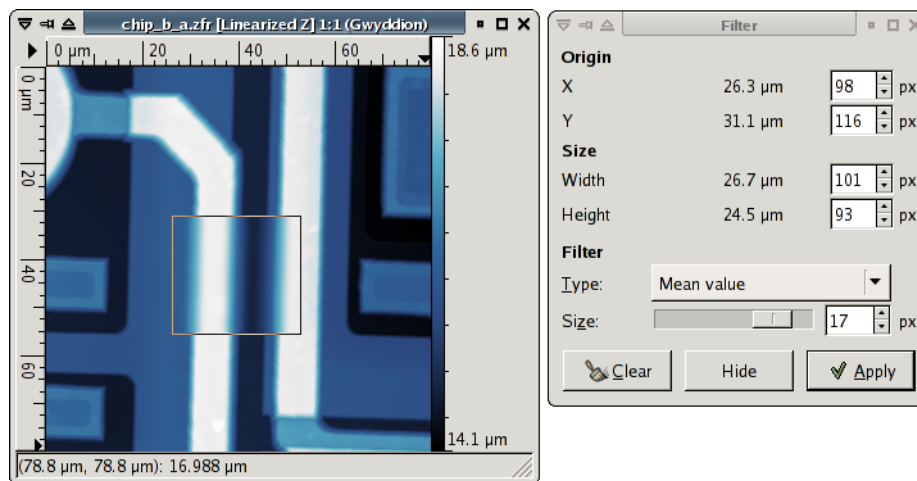 chip_b_a.zfr [Linearized Z] 1:1 (Gwyddion)
0 µm 20 40 60
18.6 µm
0 µm
20
40
60
14.1 µm
(78.8 µm, 78.8 µm): 16.988 µm
Filter
Origin
X 26.3 µm 98 px
Y 31.1 µm 116 px
Size
Width 26.7 µm 101 px
Height 24.5 µm 93 px
Filter
Type: Mean value
Size: 17 px
Clear Hide Apply